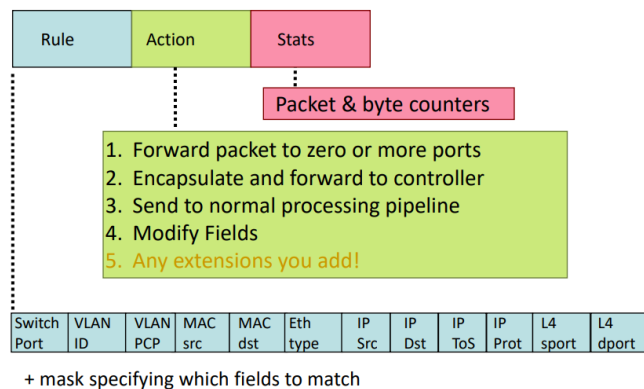 Rule Action Stats
Packet & byte counters
1. Forward packet to zero or more ports
2. Encapsulate and forward to controller
3. Send to normal processing pipeline
4. Modify Fields
5. Any extensions you add!
Switch VLAN VLAN MAC MAC Eth IP IP IP IP L4 L4
Port ID PCP src dst type Src Dst ToS Prot sport dport
+ mask specifying which fields to match